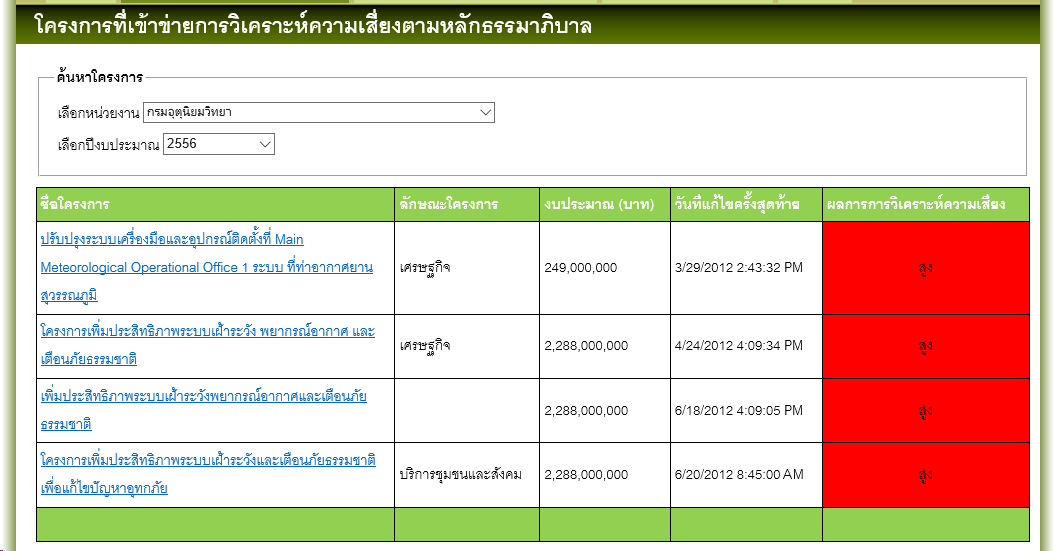 โครงการที่เข้าข่ายการวิเคราะห์ความเสี่ยงตามหลักธรรมาภิบาล
ค้นหาโครงการ
เลือกหน่วยงาน กรมอุตุนิยมวิทยา
เลือกปีงบประมาณ 2556
ชื่อโครงการ ลักษณะโครงการ งบประมาณ (บาท) วันที่แก้ไขครั้งสุดท้าย ผลการการวิเคราะห์ความเสี่ยง
ปรับปรุงระบบเครื่องมือและอุปกรณ์ติดตั้งที่ Main
Meteorological Operational Office 1 ระบบ ที่ท่าอากาศยาน
สุวรรณภูมิ
เศรษฐกิจ 249,000,000 3/29/2012 2:43:32 PM สูง
โครงการเพิ่มประสิทธิภาพระบบเฝ้าระวัง พยากรณ์อากาศ และ
เตือนภัยธรรมชาติ
เศรษฐกิจ 2,288,000,000 4/24/2012 4:09:34 PM สูง
เพิ่มประสิทธิภาพระบบเฝ้าระวังพยากรณ์อากาศและเตือนภัย
ธรรมชาติ
2,288,000,000 6/18/2012 4:09:05 PM สูง
โครงการเพิ่มประสิทธิภาพระบบเฝ้าระวังและเตือนภัยธรรมชาติ
เพื่อแก้ไขปัญหาอุทกภัย
บริการชุมชนและสังคม 2,288,000,000 6/20/2012 8:45:00 AM สูง